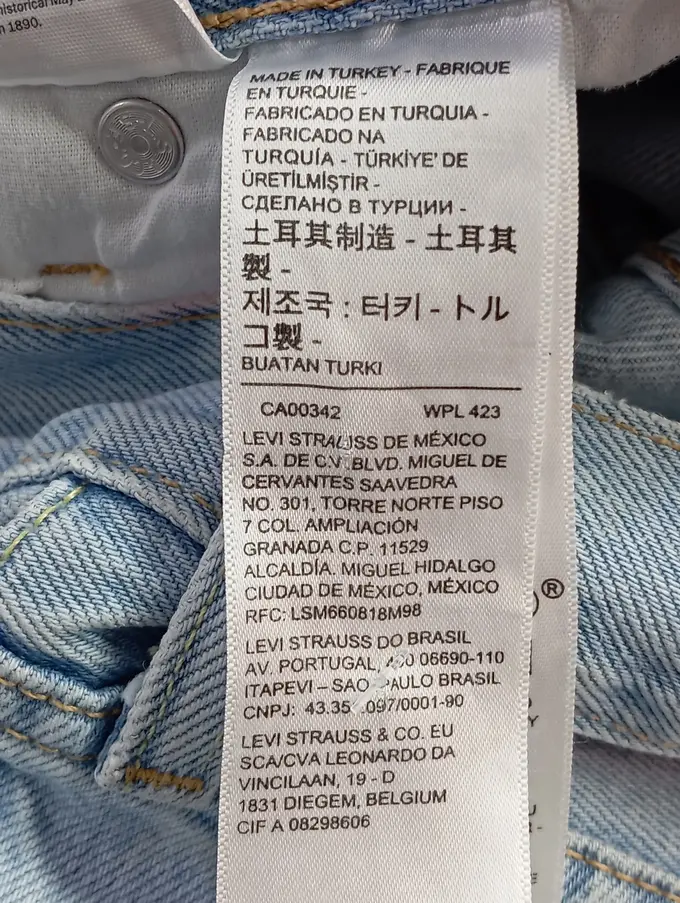 historical May
1890.
MADE IN TURKEY - FABRIQUE
EN TURQUIE -
FABRICADO EN TURQUIA -
FABRICADO NA
TURQUÍA - TÜRKİYE' DE
ÜRETİLMİŞTİR -
СДЕЛАНО В ТУРЦИИ -
土耳其制造 - 土耳其
製 -
제조국 : 터키 - トル
コ製 -
BUATAN TURKI
CA00342 WPL 423
LEVI STRAUSS DE MÉXICO
S.A. DE C.V. BLVD. MIGUEL DE
CERVANTES SAAVEDRA
NO. 301, TORRE NORTE PISO
7 COL. AMPLIACIÓN
GRANADA C.P. 11529
ALCALDÍA. MIGUEL HIDALGO
CIUDAD DE MÉXICO, MÉXICO
RFC: LSM660818M98
LEVI STRAUSS DO BRASIL
AV. PORTUGAL, 06690-110
ITAPEVI – SAO PAULO BRASIL
CNPJ:
LEVI STRAUSS & CO. EU
SCA/CVA LEONARDO DA
VINCILAAN, 19 - D
1831 DIEGEM, BELGIUM
CIF A 08298606
®